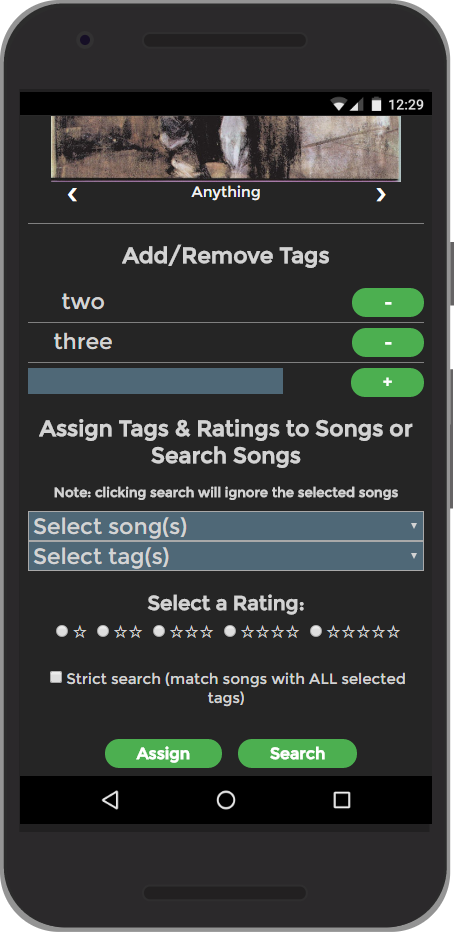 12:29
‹ Anything ›
Add/Remove Tags
two -
three -
+
Assign Tags & Ratings to Songs or
Search Songs
Note: clicking search will ignore the selected songs
Select song(s)
Select tag(s)
Select a Rating:
☆ ☆☆ ☆☆☆ ☆☆☆☆ ☆☆☆☆☆
Strict search (match songs with ALL selected
tags)
Assign Search